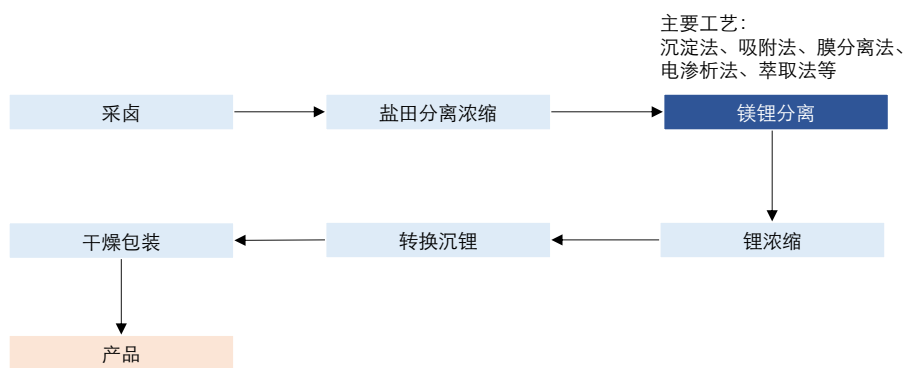 主要工艺：
沉淀法、吸附法、膜分离法、
电渗析法、萃取法等
采卤
盐田分离浓缩
镁锂分离
干燥包装
转换沉锂
锂浓缩
产品